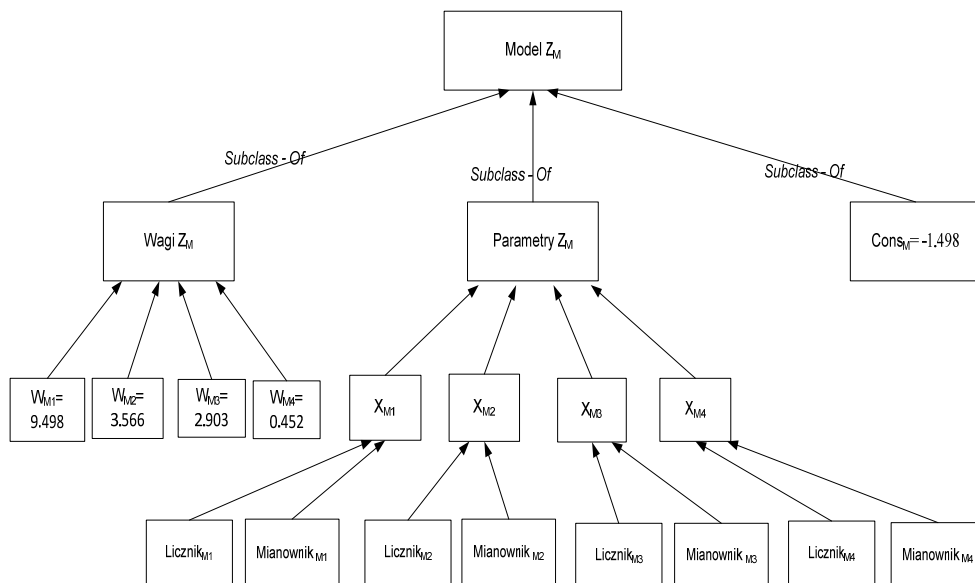 Model Z_M
Subclass - Of
Subclass - Of
Subclass - Of
Wagi Z_M
Parametry Z_M
Cons_M= -1.498
W_M1=
9.498
W_M2=
3.566
W_M3=
2.903
W_M4=
0.452
X_M1
X_M2
X_M3
X_M4
Licznik_M1
Mianownik_M1
Licznik_M2
Mianownik_M2
Licznik_M3
Mianownik_M3
Licznik_M4
Mianownik_M4